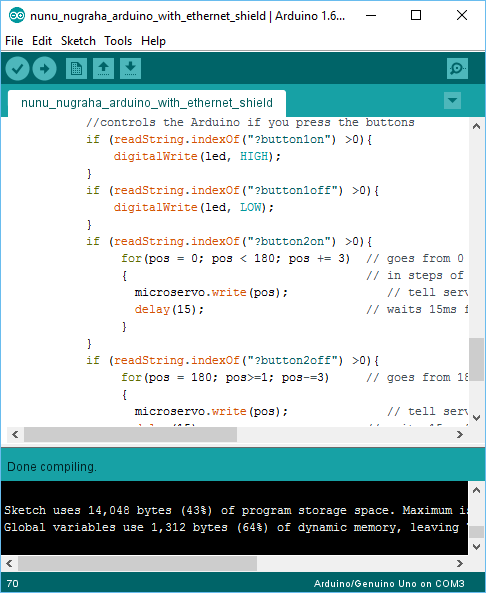 nunu_nugraha_arduino_with_ethernet_shield | Arduino 1.6...
File Edit Sketch Tools Help
nunu_nugraha_arduino_with_ethernet_shield
//controls the Arduino if you press the buttons
if (readString.indexOf("?button1on") >0){
digitalWrite(led, HIGH);
}
if (readString.indexOf("?button1off") >0){
digitalWrite(led, LOW);
}
if (readString.indexOf("?button2on") >0){
for(pos = 0; pos < 180; pos += 3) // goes from 0
{ // in steps of
microservo.write(pos); // tell serv
delay(15); // waits 15ms f
}
}
if (readString.indexOf("?button2off") >0){
for(pos = 180; pos>=1; pos-=3) // goes from 18
{
microservo.write(pos); // tell serv
Done compiling.
Sketch uses 14,048 bytes (43%) of program storage space. Maximum is
Global variables use 1,312 bytes (64%) of dynamic memory, leaving
70 Arduino/Genuino Uno on COM3